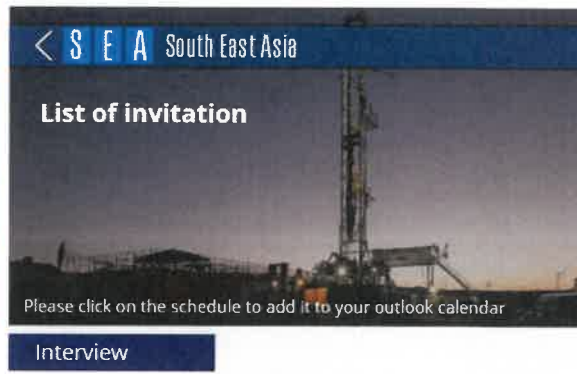 S E A South East Asia
List of invitation
Please click on the schedule to add it to your outlook calendar
Interview